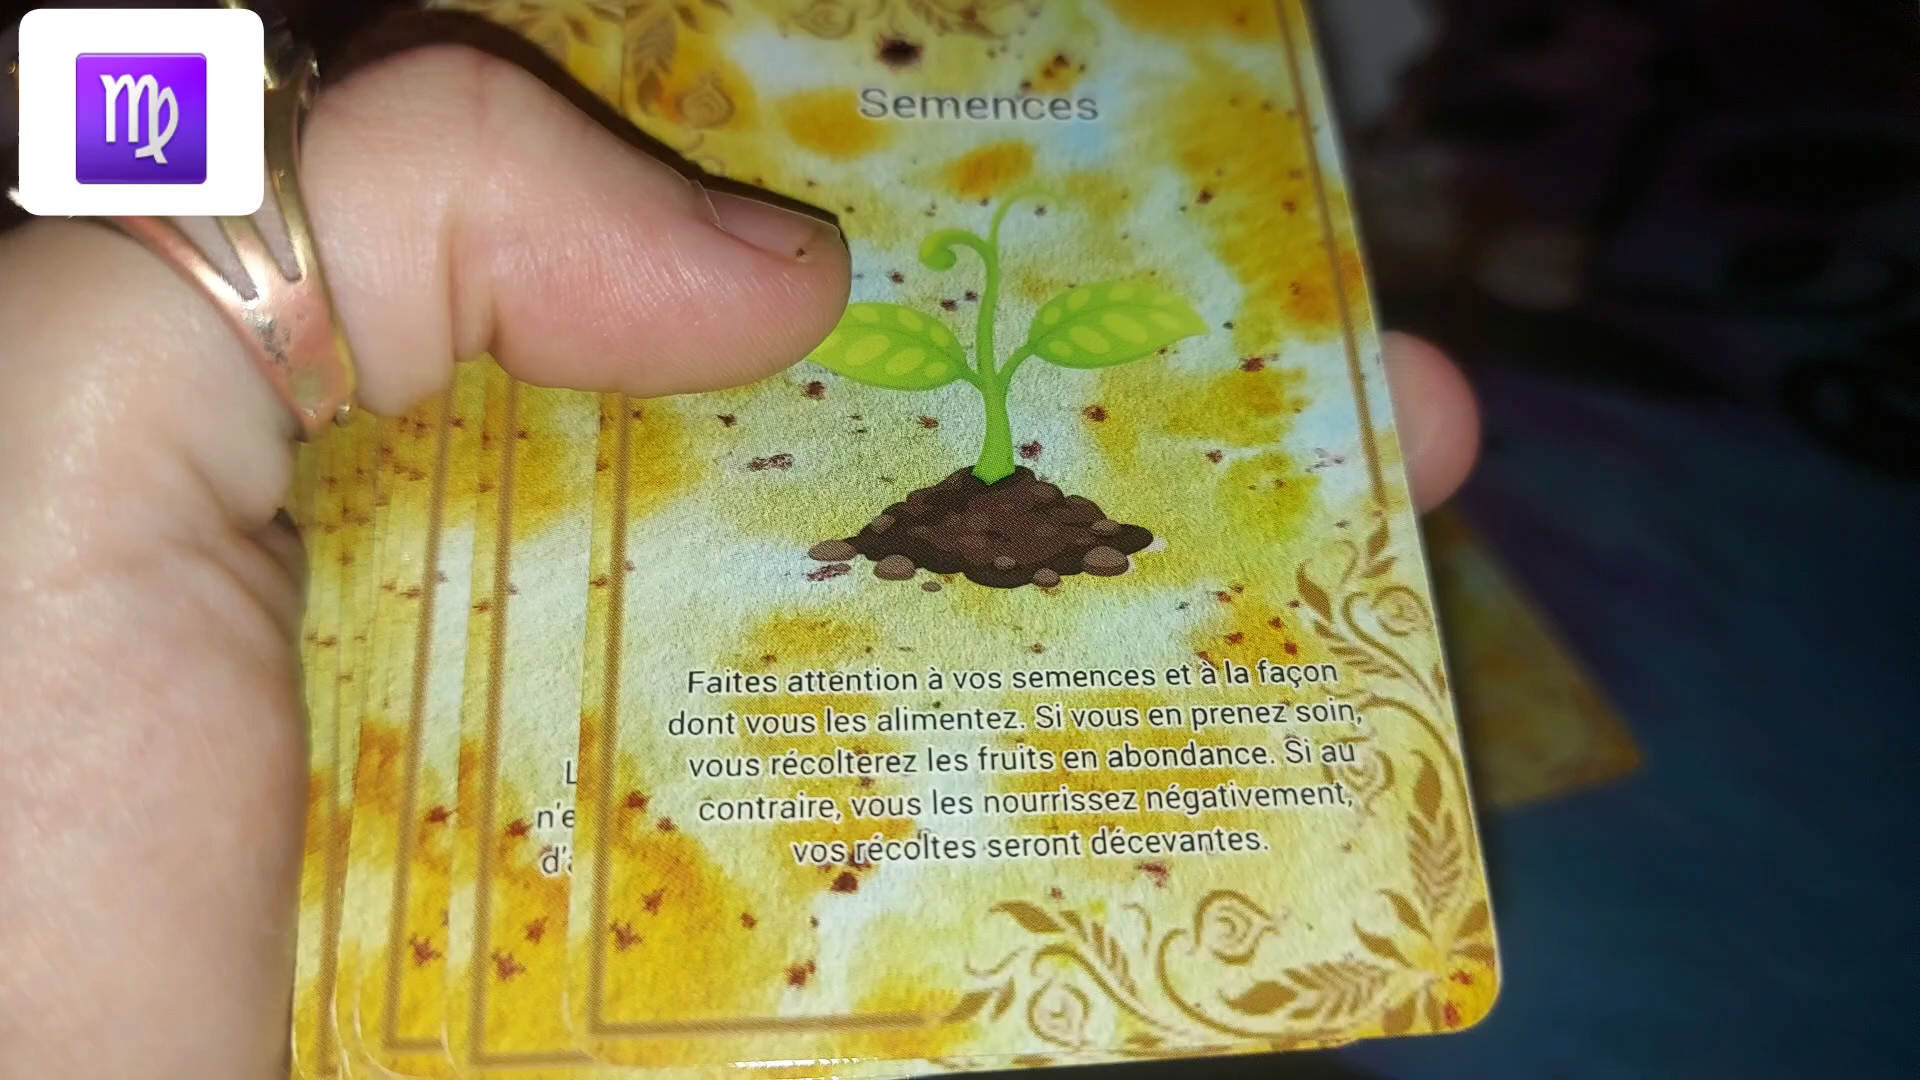 Semences
Faites attention à vos semences et à la façon
dont vous les alimentez. Si vous en prenez soin,
vous récolterez les fruits en abondance. Si au
contraire, vous les nourrissez négativement,
vos récoltes seront décevantes.
L
n'e